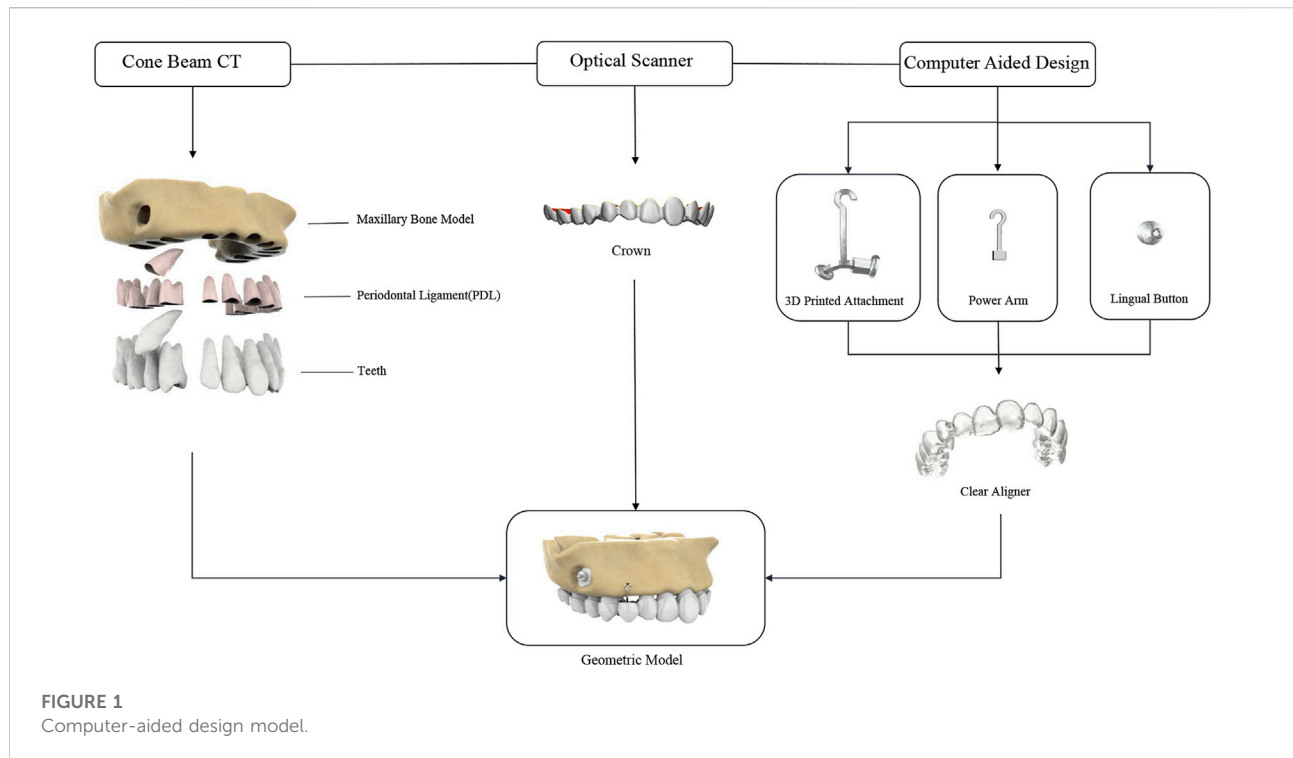 Cone Beam CT
Optical Scanner
Computer Aided Design
Maxillary Bone Model
Periodontal Ligament(PDL)
Teeth
Crown
3D Printed Attachment
Power Arm
Lingual Button
Clear Aligner
Geometric Model
FIGURE 1
Computer-aided design model.